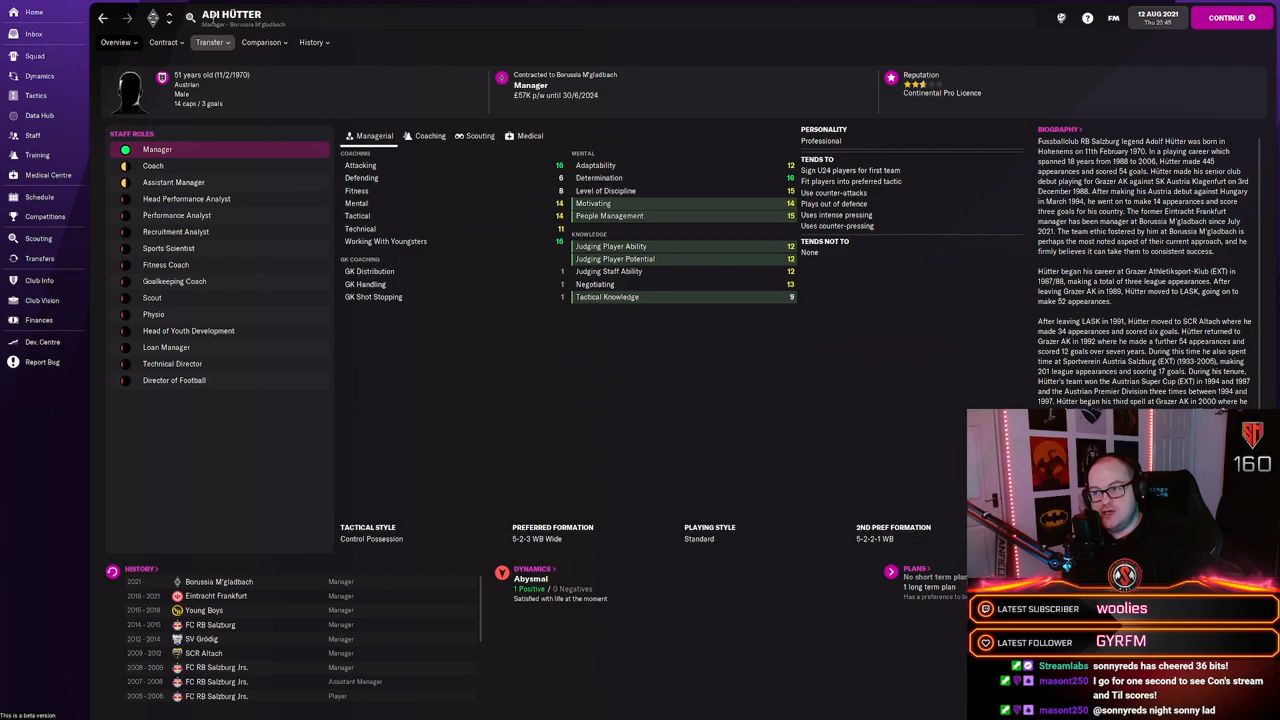 Home
Inbox
Squad
Dynamics
Tactics
Data Hub
Staff
Training
Medical Centre
Schedule
Competitions
Scouting
Transfers
Club Info
Club Vision
Finances
Dev. Centre
Report Bug
This is a beta version
ADI HÜTTER
Manager - Borussia M'gladbach
FM
12 AUG 2021
Thu 23:45
CONTINUE
Overview
Contract
Transfer
Comparison
History
51 years old (11/2/1970)
Austrian
Male
14 caps / 3 goals
Contracted to Borussia M'gladbach
Manager
£57K p/w until 30/6/2024
Reputation
Continental Pro Licence
STAFF ROLES
Manager
Coach
Assistant Manager
Head Performance Analyst
Performance Analyst
Recruitment Analyst
Sports Scientist
Fitness Coach
Goalkeeping Coach
Scout
Physio
Head of Youth Development
Loan Manager
Technical Director
Director of Football
Managerial
Coaching
Scouting
Medical
COACHING
Attacking 16
Defending 6
Fitness 8
Mental 14
Tactical 14
Technical 11
Working With Youngsters 16
GK COACHING
GK Distribution 1
GK Handling 1
GK Shot Stopping 1
MENTAL
Adaptability 12
Determination 16
Level of Discipline 15
Motivating 14
People Management 15
KNOWLEDGE
Judging Player Ability 12
Judging Player Potential 12
Judging Staff Ability 12
Negotiating 13
Tactical Knowledge 9
PERSONALITY
Professional
TENDS TO
Sign U24 players for first team
Fit players into preferred tactic
Use counter-attacks
Plays out of defence
Uses intense pressing
Uses counter-pressing
TENDS NOT TO
None
BIOGRAPHY
Fussballclub RB Salzburg legend Adolf Hütter was born in
Hohenems on 11th February 1970. In a playing career which
spanned 18 years from 1988 to 2006, Hütter made 445
appearances and scored 54 goals. Hütter made his senior
club debut playing for Grazer AK against SK Austria Klagenfurt on 3rd
December 1988. After making his Austria debut against Hungary
in March 1994, he went on to make 14 appearances and score
three goals for his country. The former Eintracht Frankfurt
manager has been manager at Borussia M'gladbach since July
2021. The team ethic fostered by him at Borussia M'gladbach is
perhaps the most noted aspect of their current approach, and he
firmly believes it can take them to consistent success.
Hütter began his career at Grazer Athletiksport-Klub (EXT) in
1987/88, making a total of three league appearances. After
leaving Grazer AK in 1989, Hütter moved to LASK, going on to
make 52 appearances.
After leaving LASK in 1991, Hütter moved to SCR Altach where he
made 34 appearances and scored six goals. Hütter returned to
Grazer AK in 1992 where he made a further 54 appearances and
scored 12 goals over seven years. During this time he also spent
time at Sportverein Austria Salzburg (EXT) (1933-2005), making
201 league appearances and scoring 17 goals. During his tenure,
Hütter's team won the Austrian Super Cup (EXT) in 1994 and 1997
and the Austrian Premier Division three times between 1994 and
1997. Hütter began his third spell at Grazer AK in 2000 where he
TACTICAL STYLE
Control Possession
PREFERRED FORMATION
5-2-3 WB Wide
PLAYING STYLE
Standard
2ND PREF FORMATION
5-2-2-1 WB
HISTORY
2021 - Borussia M'gladbach Manager
2018 - 2021 Eintracht Frankfurt Manager
2015 - 2018 Young Boys Manager
2014 - 2015 FC RB Salzburg Manager
2012 - 2014 SV Grödig Manager
2009 - 2012 SCR Altach Manager
2008 - 2009 FC RB Salzburg Jrs. Manager
2007 - 2008 FC RB Salzburg Jrs. Assistant Manager
2005 - 2006 FC RB Salzburg Jrs. Player
DYNAMICS
Abysmal
1 Positive / 0 Negatives
Satisfied with life at the moment
PLANS
No short term plan
1 long term plan
Has a preference to b
SM
160
LATEST SUBSCRIBER woolies
LATEST FOLLOWER GYRFM
Streamlabs sonnyreds has cheered 36 bits!
masont250 I go for one second to see Con's stream
and Til scores!
masont250 @sonnyreds night sonny lad